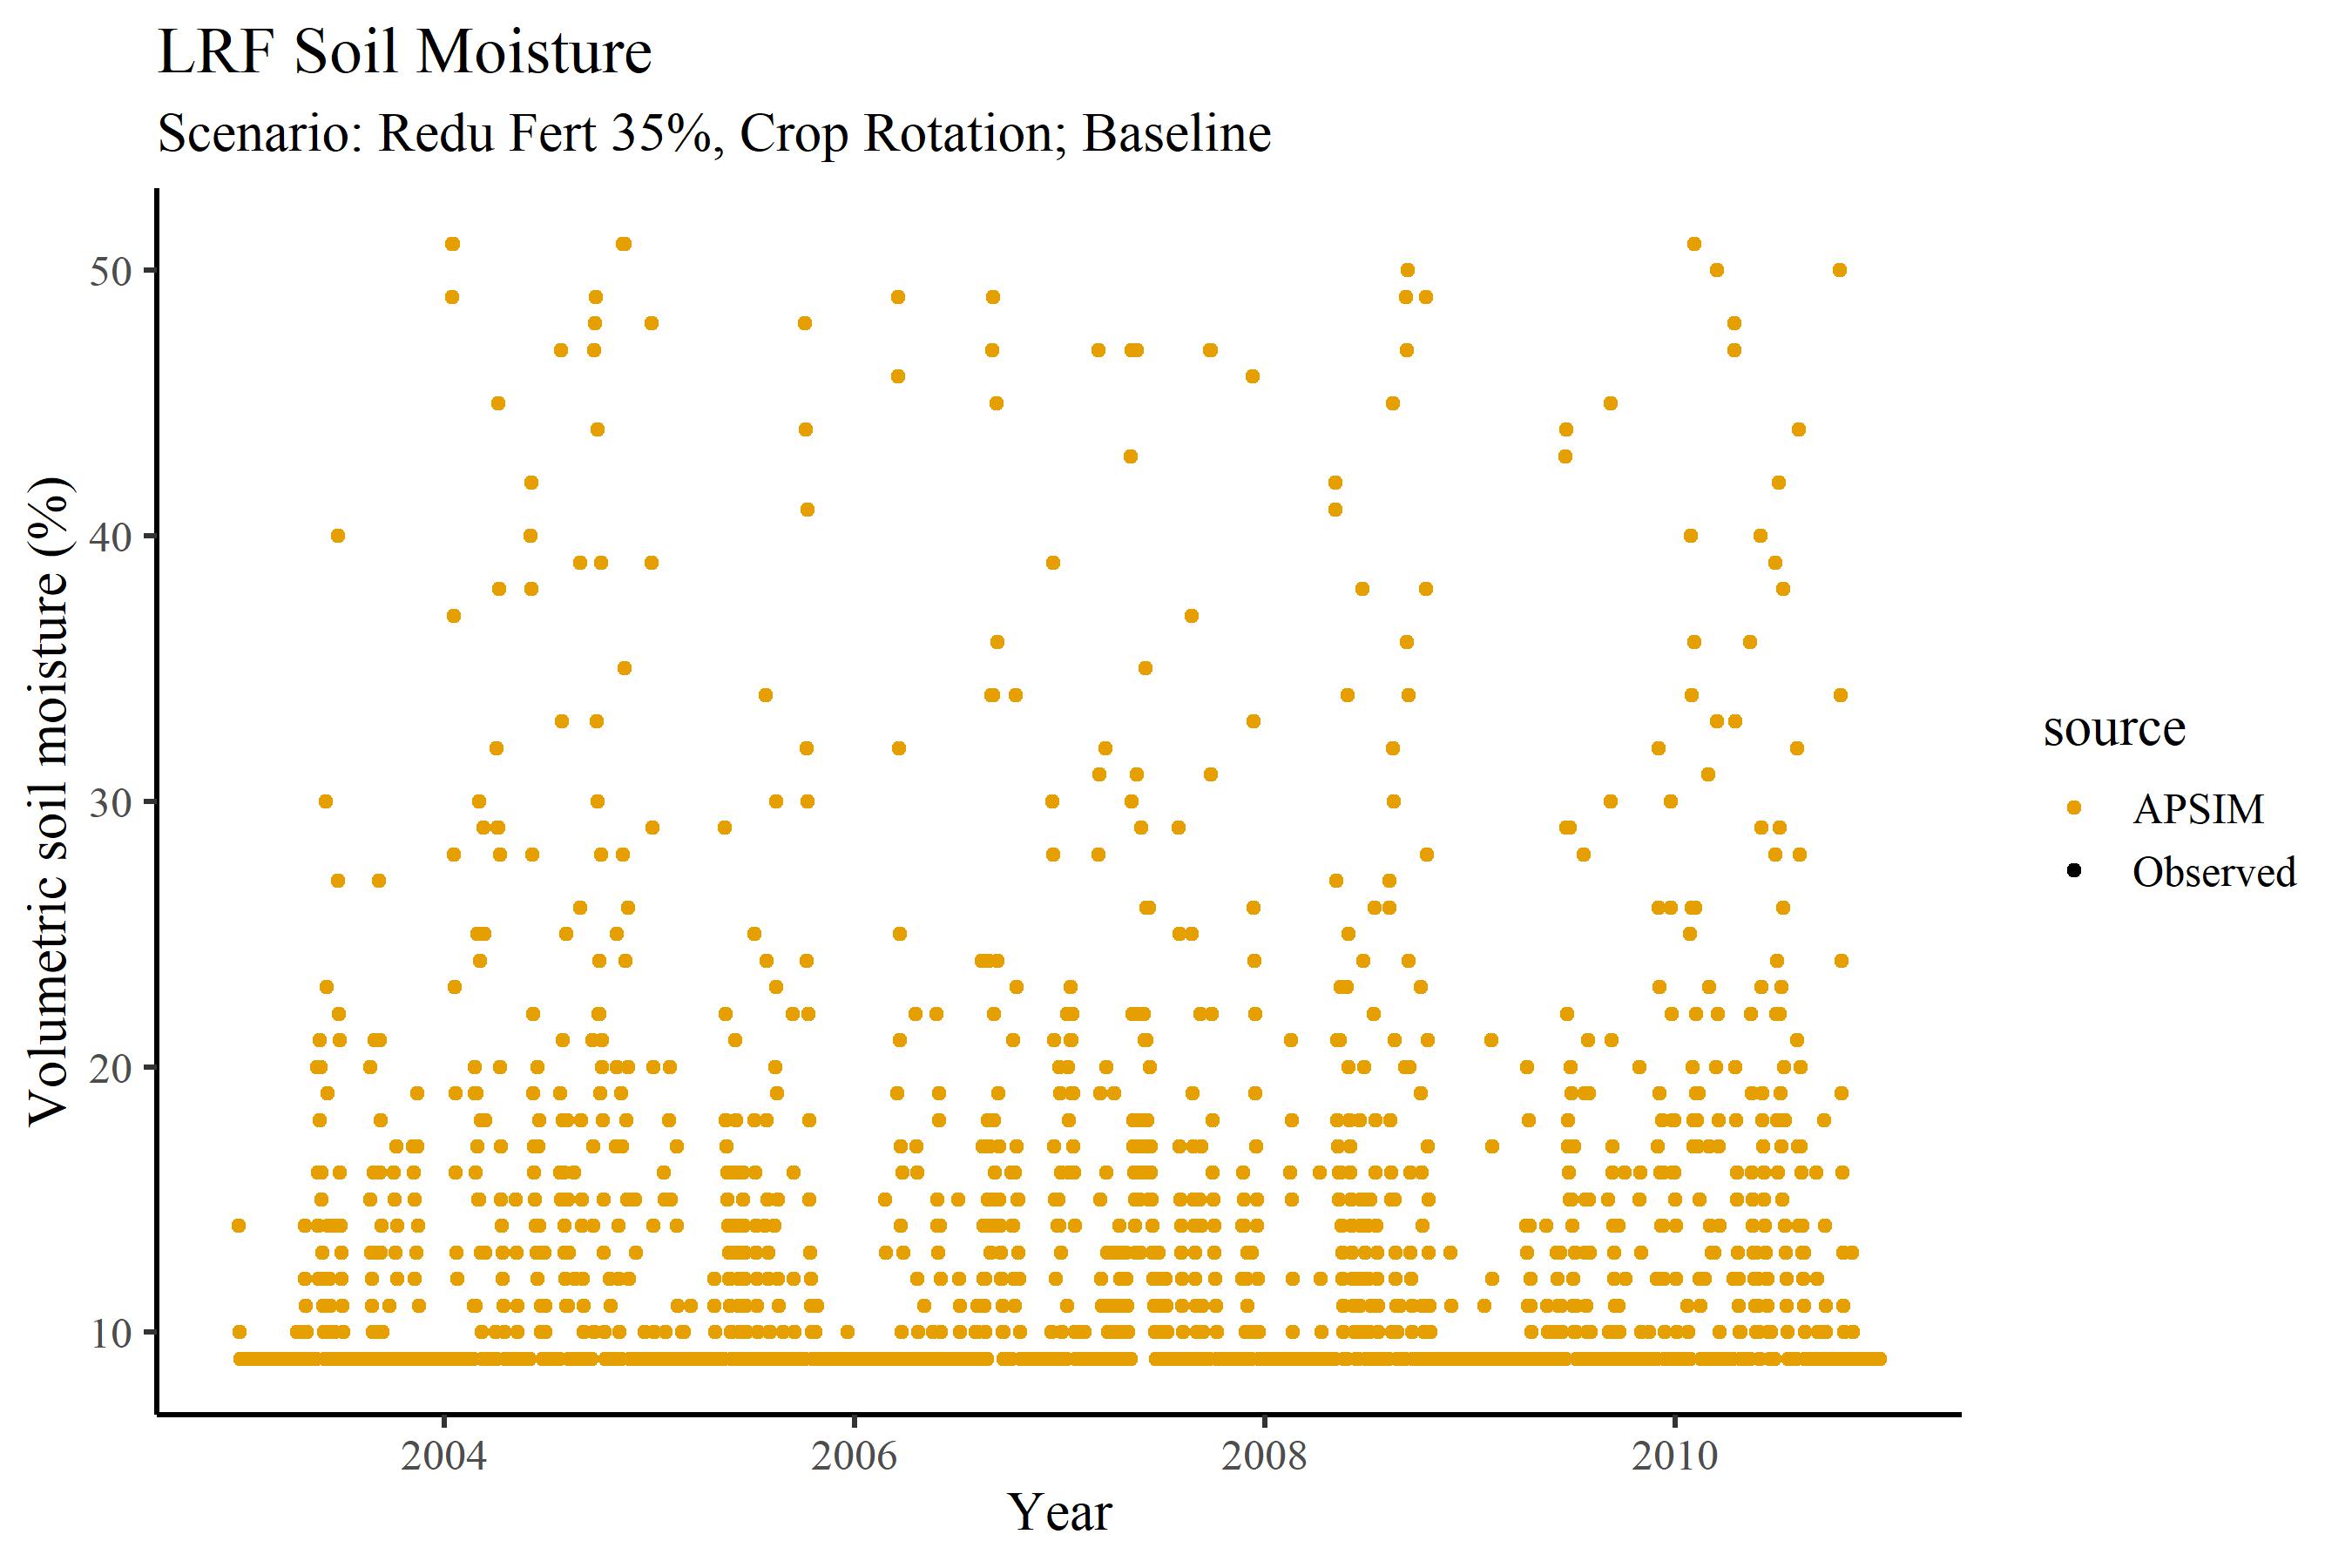 LRF Soil Moisture
Scenario: Redu Fert 35%, Crop Rotation; Baseline
Volumetric soil moisture (%)
50
40
30
20
10
2004 2006 2008 2010
Year
source
APSIM
Observed